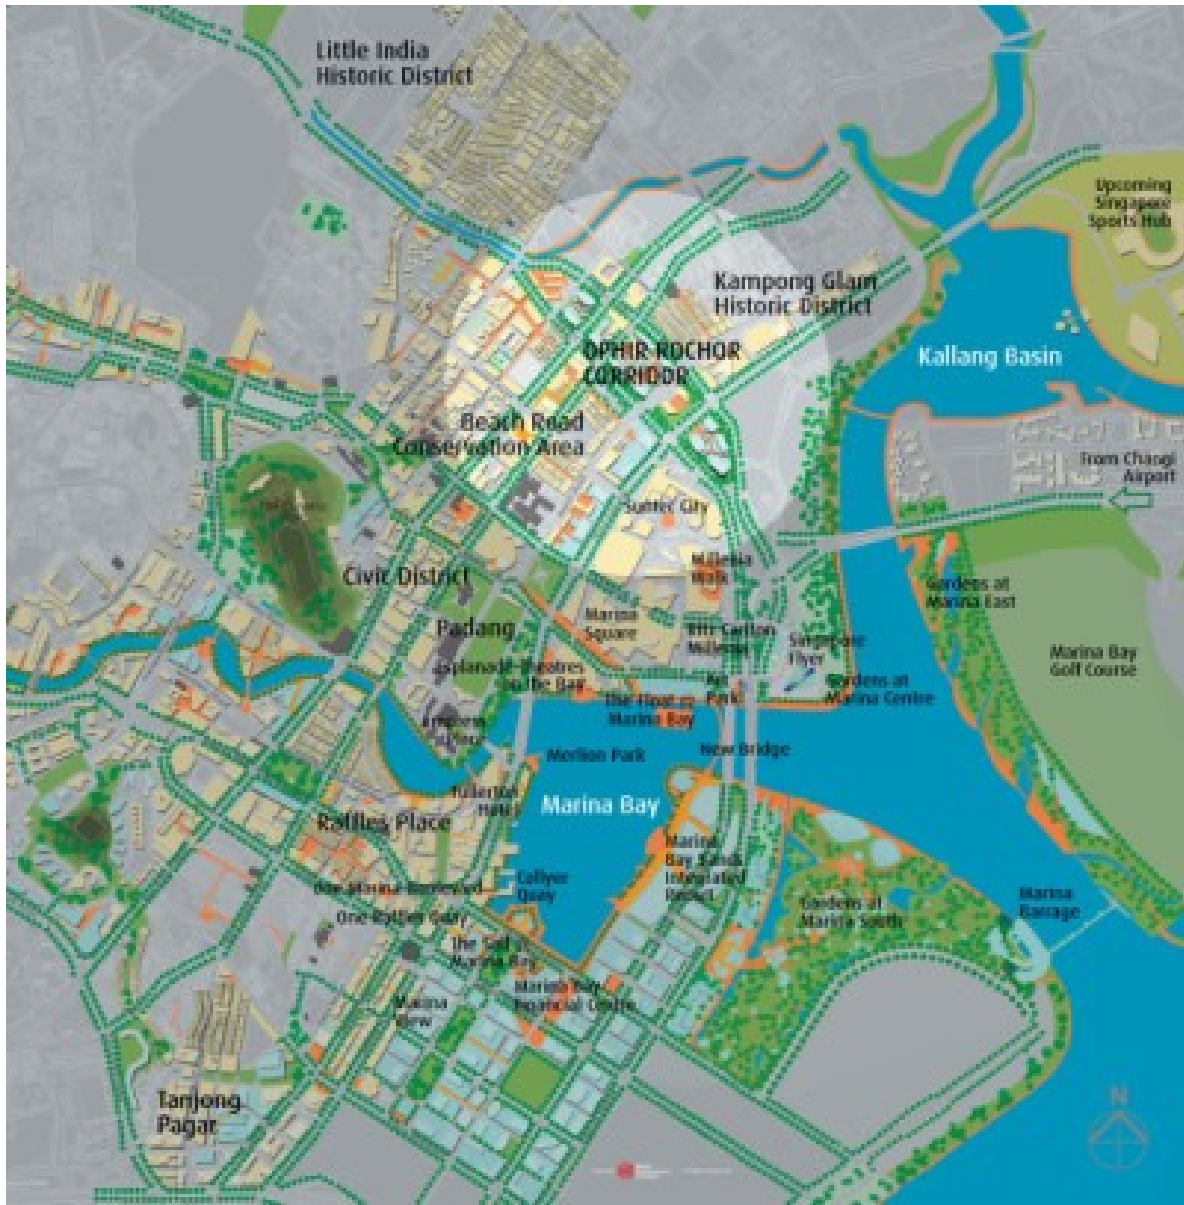 Little India
Historic District
Upcoming
Singapore
Sports Hub
Kampong Glam
Historic District
OPHIR-ROCHOR
CORRIDOR
Kallang Basin
Beach Road
Conservation Area
From Changi
Airport
Suntec City
Millenia
Walk
Civic District
Gardens at
Marina East
Padang
Marina
Square
Ritz Carlton
Millenia
Singapore
Flyer
Marina Bay
Golf Course
Esplanade-Theatres
on the Bay
Art
Park
Gardens at
Marina Centre
The Float
Marina Bay
Empress
Place
Merlion Park
New Bridge
Fullerton
Hotel
Marina Bay
Raffles Place
Marina
Bay Sands
Integrated
Resort
Collyer
Quay
One Marina Boulevard
One Raffles Quay
Gardens at
Marina South
Marina
Barrage
The Sail
Marina Bay
Marina Bay
Financial Centre
Marina
View
Tanjong
Pagar
N